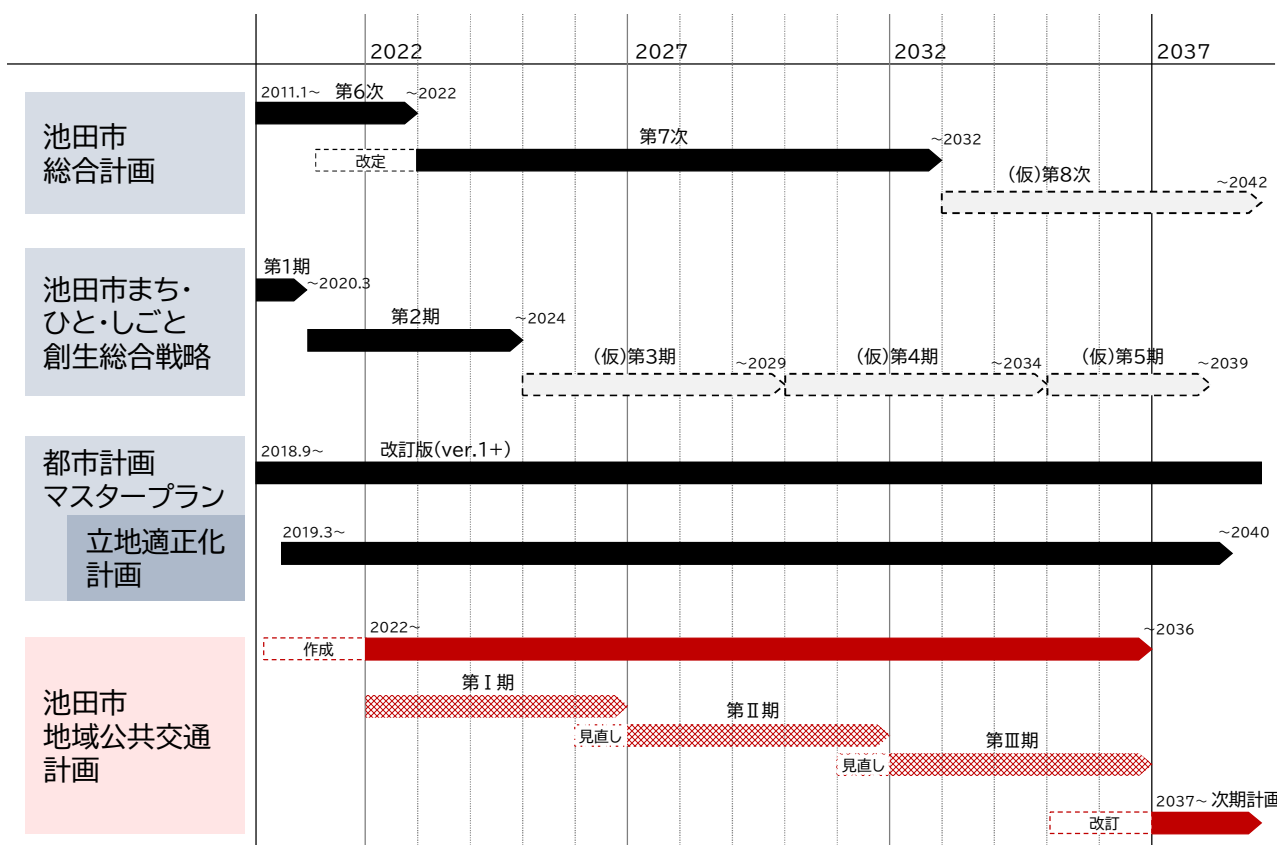 2022
2027
2032
2037
池田市
総合計画
2011.1~
第6次
~2022
改定
第7次
~2032
(仮)第8次
~2042
池田市まち・
ひと・しごと
創生総合戦略
第1期
~2020.3
第2期
~2024
(仮)第3期
~2029
(仮)第4期
~2034
(仮)第5期
~2039
都市計画
マスタープラン
2018.9~
改訂版(ver.1+)
立地適正化
計画
2019.3~
~2040
池田市
地域公共交通
計画
作成
2022~
~2036
第Ⅰ期
見直し
第Ⅱ期
見直し
第Ⅲ期
改訂
2037~ 次期計画